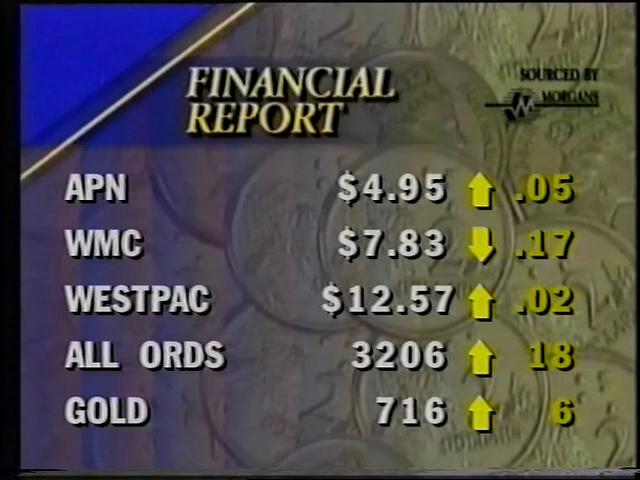 FINANCIAL
REPORT
SOURCED BY
MORGANS
APN $4.95 .05
WMC $7.83 .17
WESTPAC $12.57 .02
ALL ORDS 3206 18
GOLD 716 6